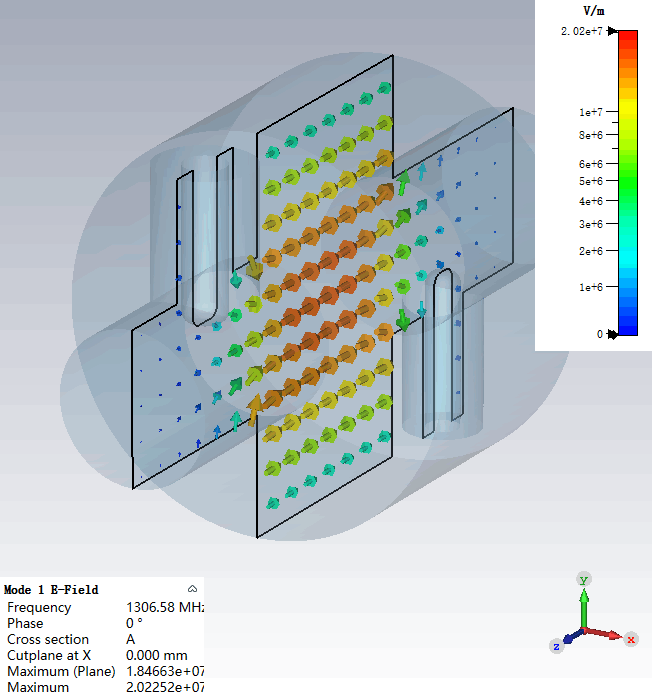 V/m
2.02e+7
1e+7
8e+6
6e+6
5e+6
4e+6
3e+6
2e+6
1e+6
0
Mode 1 E-Field
Frequency 1306.58 MHz
Phase 0 °
Cross section A
Cutplane at X 0.000 mm
Maximum (Plane) 1.84663e+07
Maximum 2.02252e+07
y
z
x